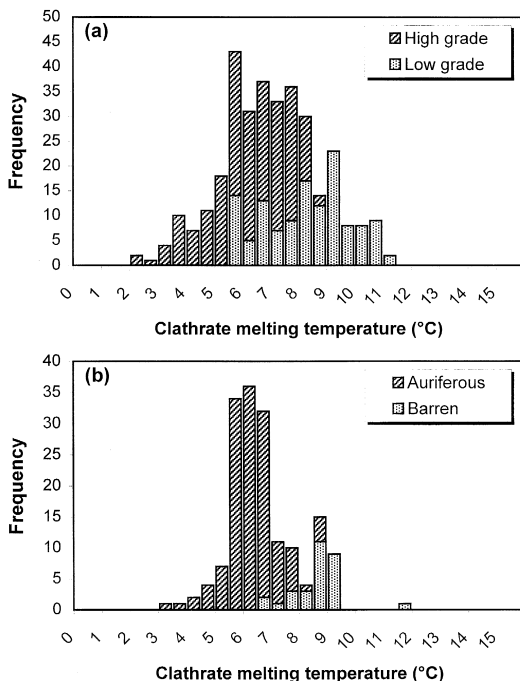 (a)
High grade
Low grade
Frequency
50
45
40
35
30
25
20
15
10
5
0
0 1 2 3 4 5 6 7 8 9 10 11 12 13 14 15
Clathrate melting temperature (°C)
(b)
Auriferous
Barren
Frequency
40
35
30
25
20
15
10
5
0
0 1 2 3 4 5 6 7 8 9 10 11 12 13 14 15
Clathrate melting temperature (°C)